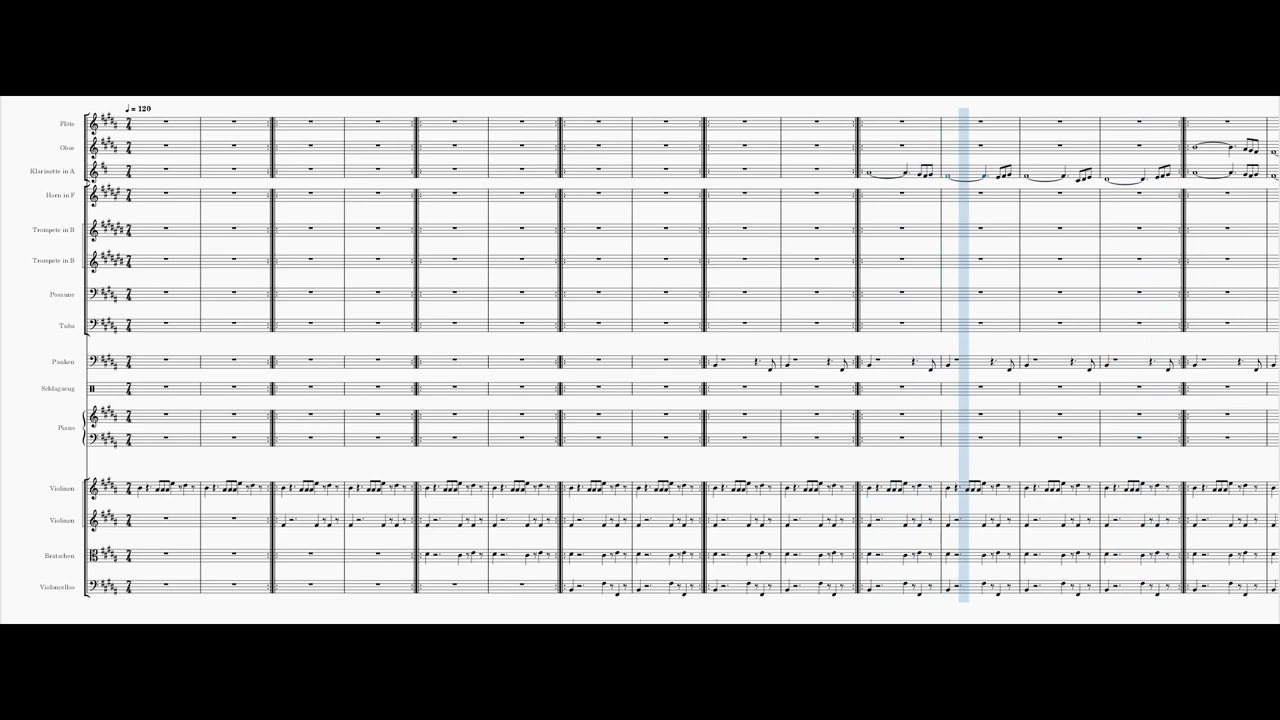 ♩ = 120
Flöte
Oboe
Klarinette in A
Horn in F
Trompete in B
Trompete in B
Posaune
Tuba
Pauken
Schlagzeug
Piano
Violinen
Violinen
Bratschen
Violoncellos